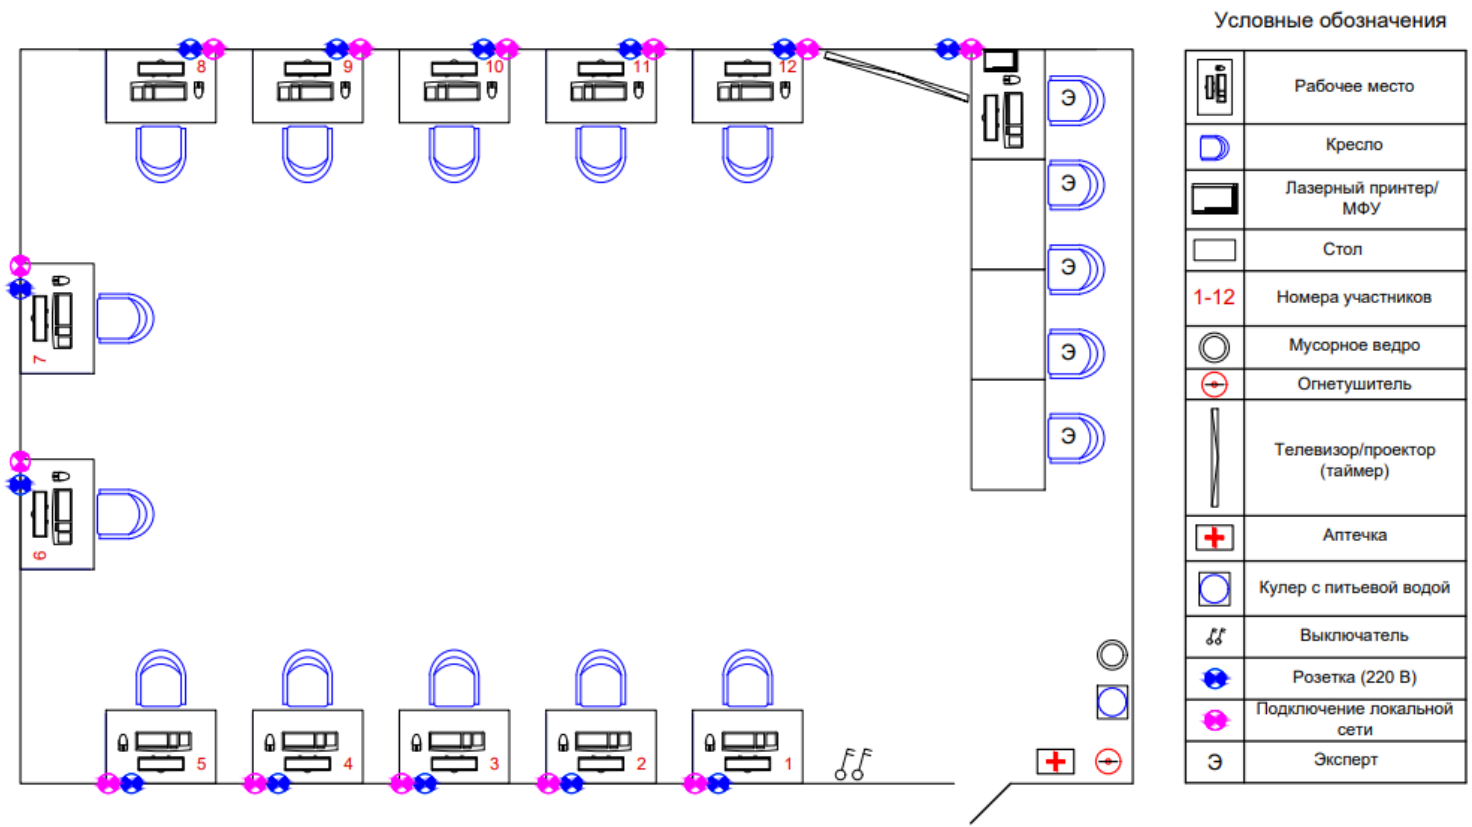 Условные обозначения
8
9
10
11
12
Э
Э
Э
Э
Э
7
6
5
4
3
2
1
Рабочее место
Кресло
Лазерный принтер/
МФУ
Стол
1-12
Номера участников
Мусорное ведро
Огнетушитель
Телевизор/проектор
(таймер)
Аптечка
Кулер с питьевой водой
Выключатель
Розетка (220 В)
Подключение локальной
сети
Э
Эксперт